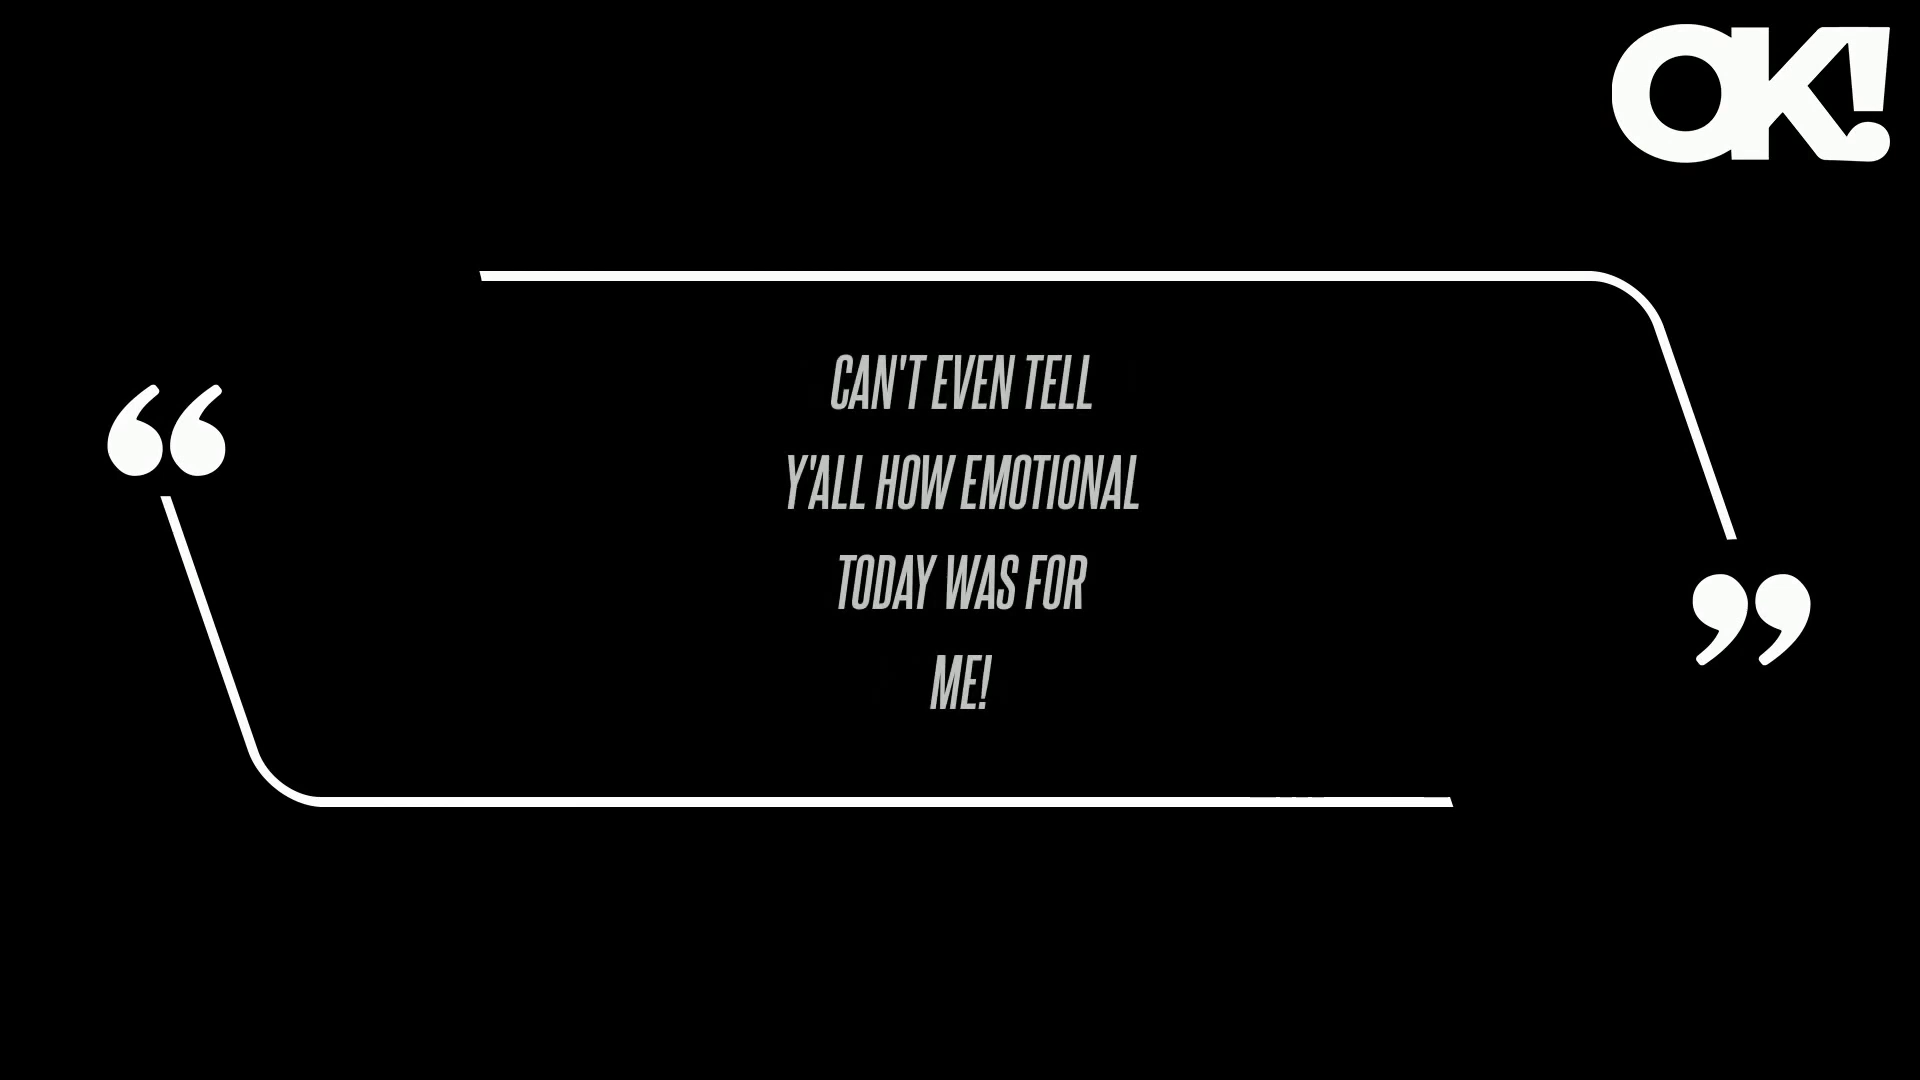 OK!
“
CAN'T EVEN TELL
Y'ALL HOW EMOTIONAL
TODAY WAS FOR
ME!
”